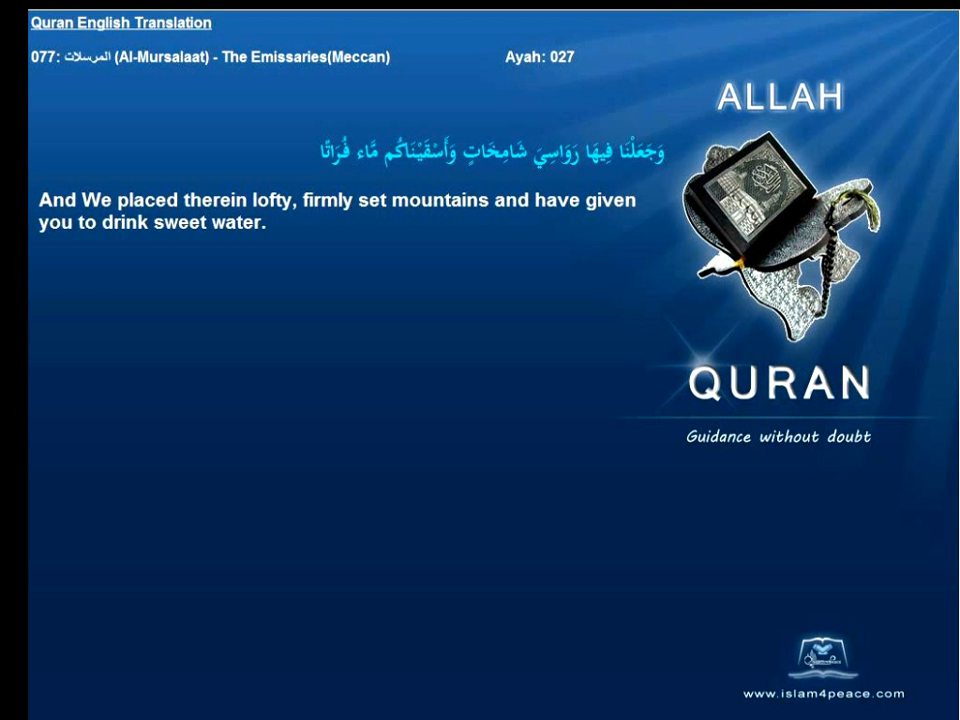 Quran English Translation
077: المرسلات (Al-Mursalaat) - The Emissaries(Meccan) Ayah: 027
ALLAH
وَجَعَلْنَا فِيهَا رَوَاسِيَ شَامِخَاتٍ وَأَسْقَيْنَاكُم مَّاء فُرَاتًا
And We placed therein lofty, firmly set mountains and have given
you to drink sweet water.
QURAN
Guidance without doubt
www.islam4peace.com